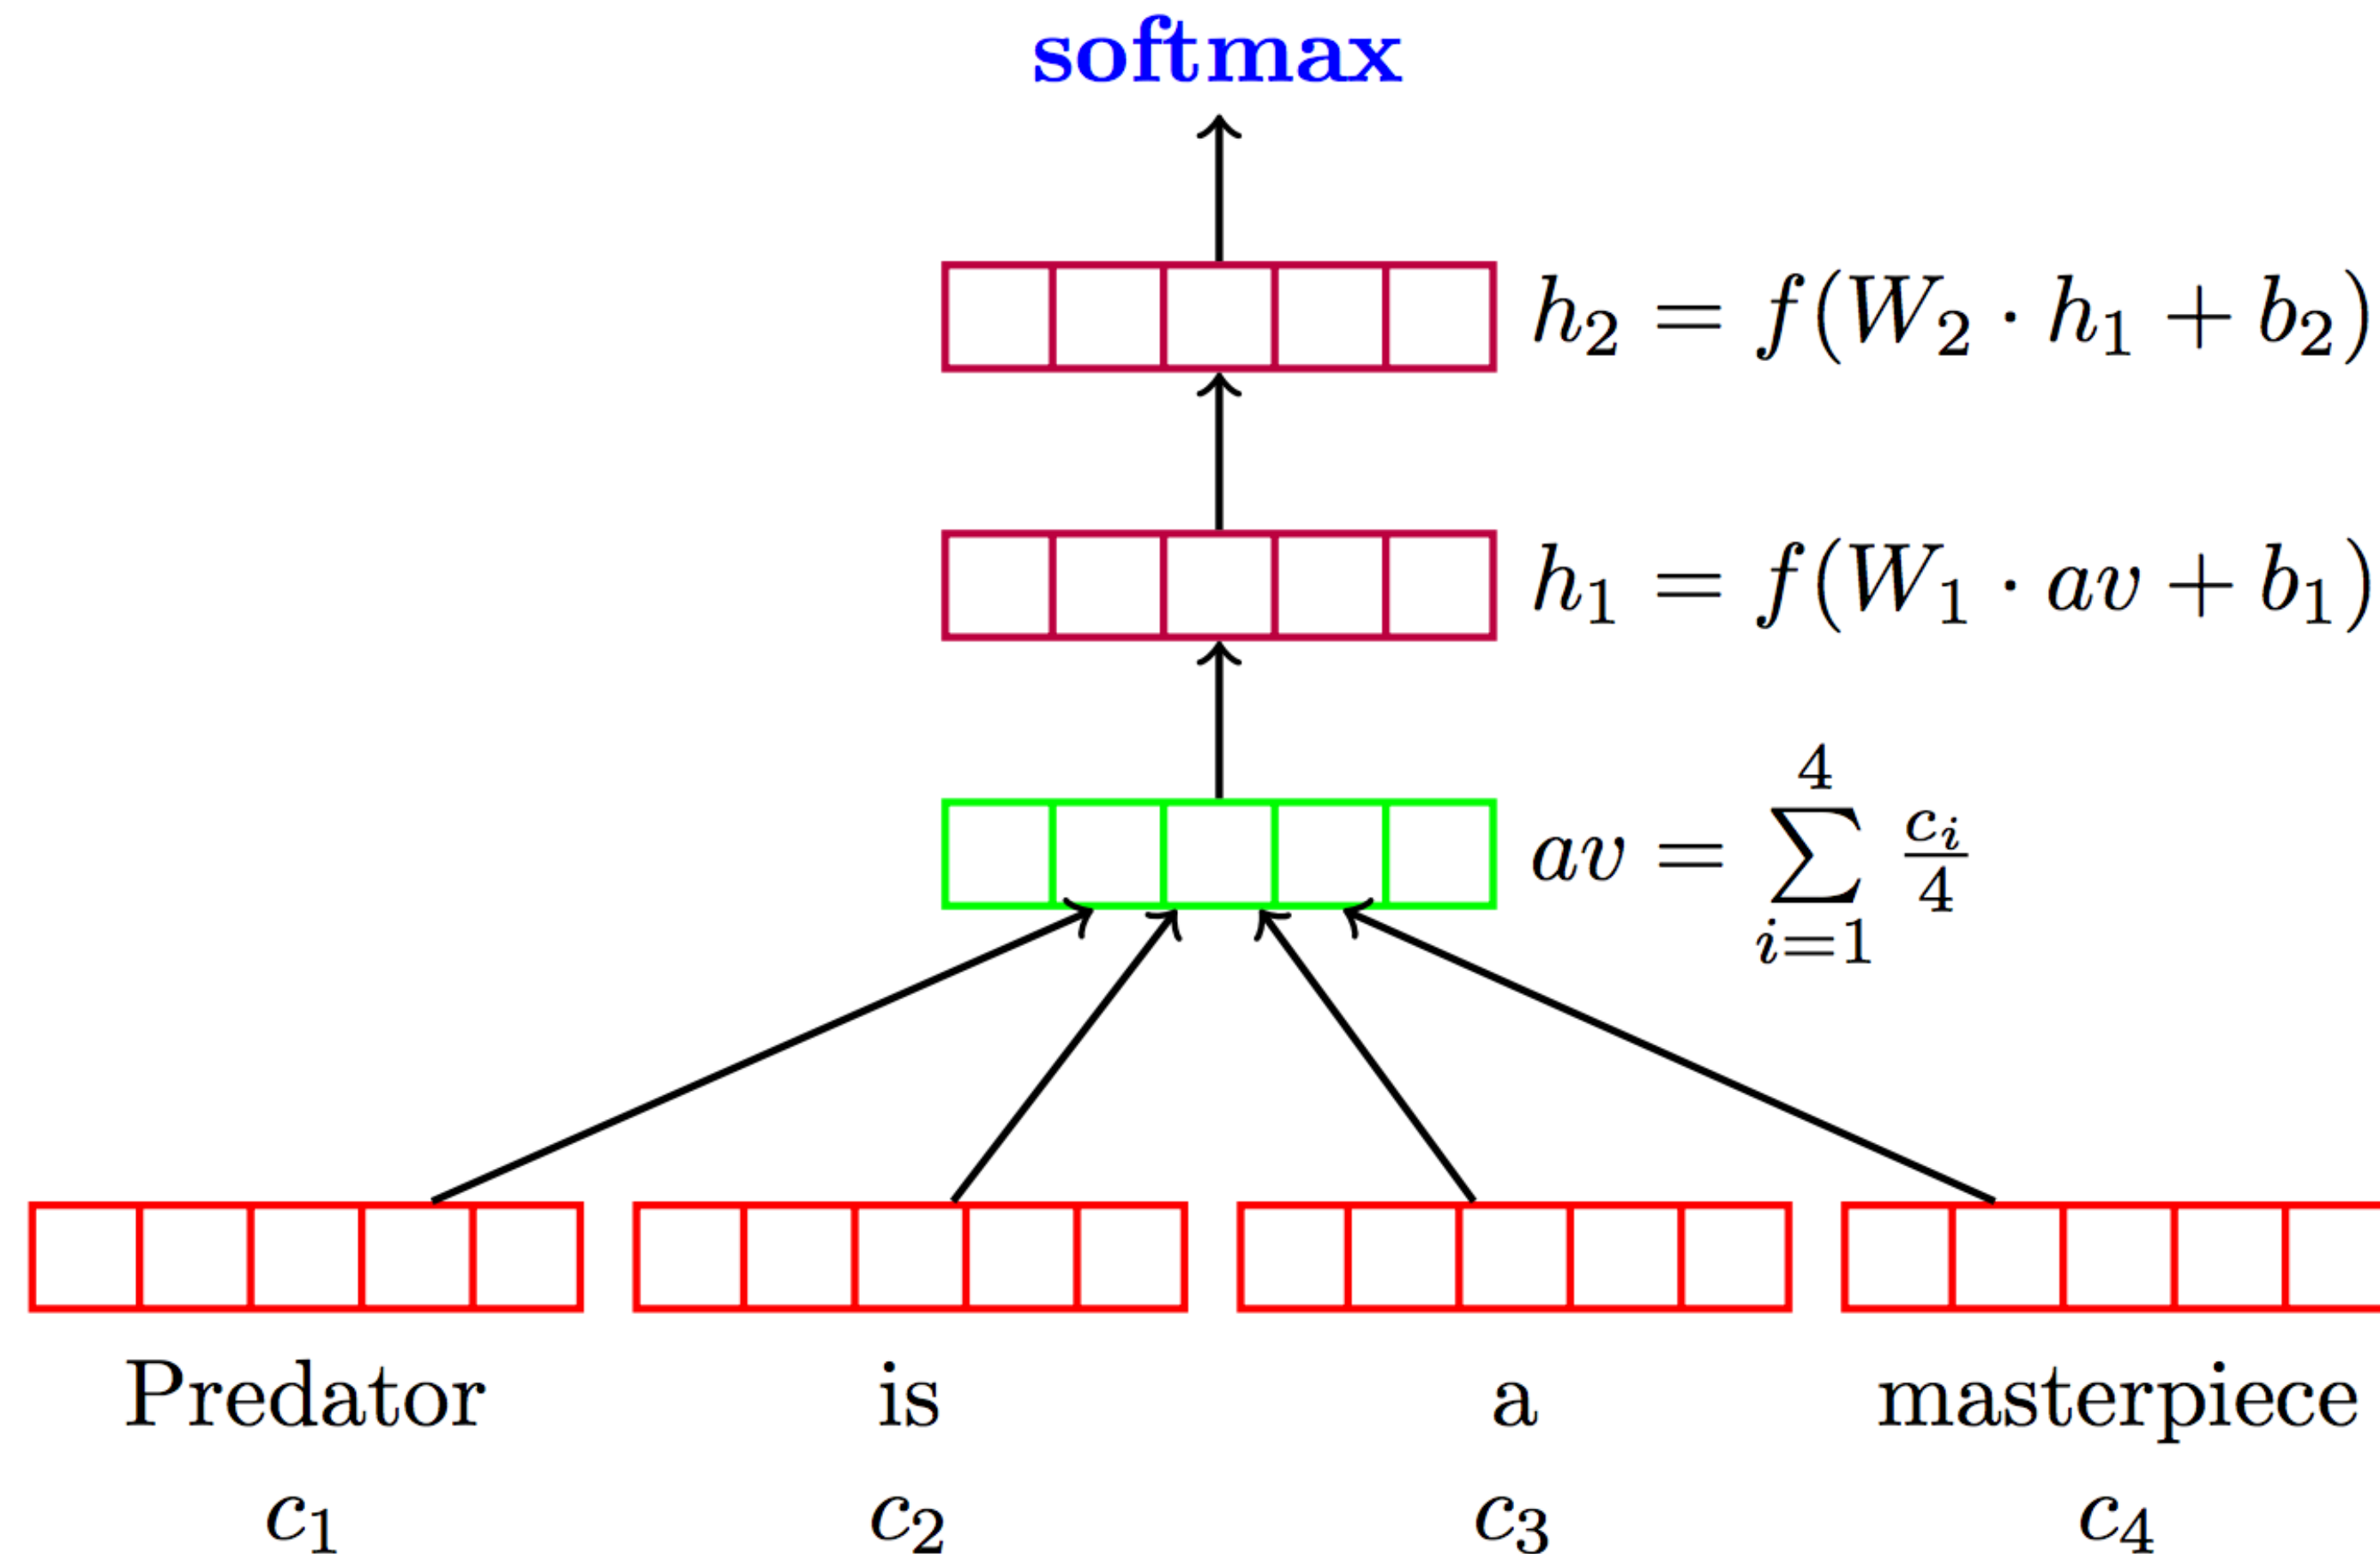 softmax
h₂ = f(W₂ · h₁ + b₂)
h₁ = f(W₁ · av + b₁)
av = ∑_{i=1}^{4} c_i/4
Predator is a masterpiece
c₁ c₂ c₃ c₄